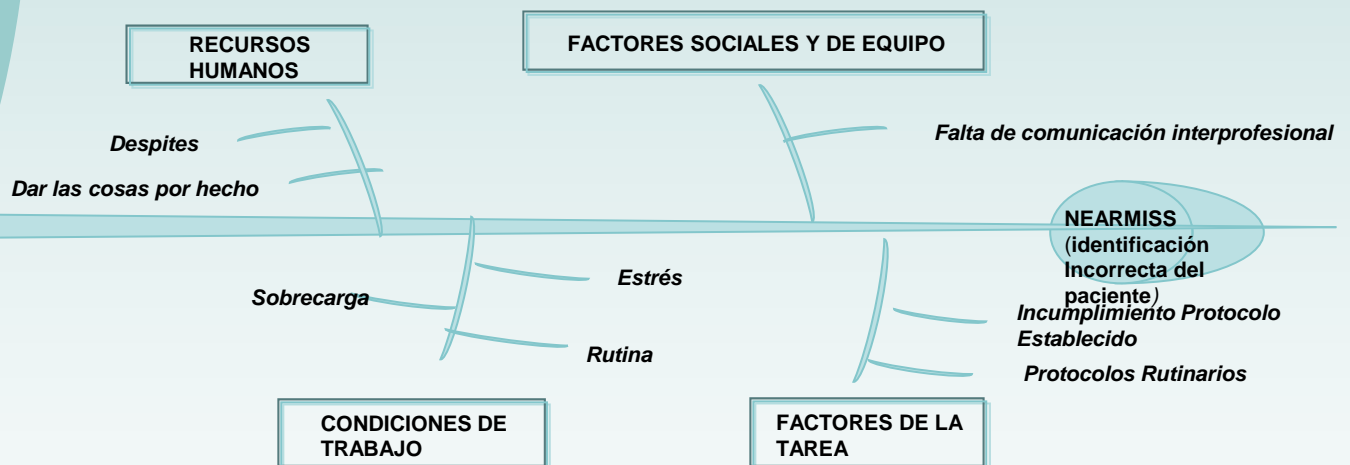 RECURSOS
HUMANOS
FACTORES SOCIALES Y DE EQUIPO
Despites
Dar las cosas por hecho
Falta de comunicación interprofesional
NEARMISS
(identificación
Incorrecta del
paciente)
Sobrecarga
Estrés
Rutina
Incumplimiento Protocolo
Establecido
Protocolos Rutinarios
CONDICIONES DE
TRABAJO
FACTORES DE LA
TAREA